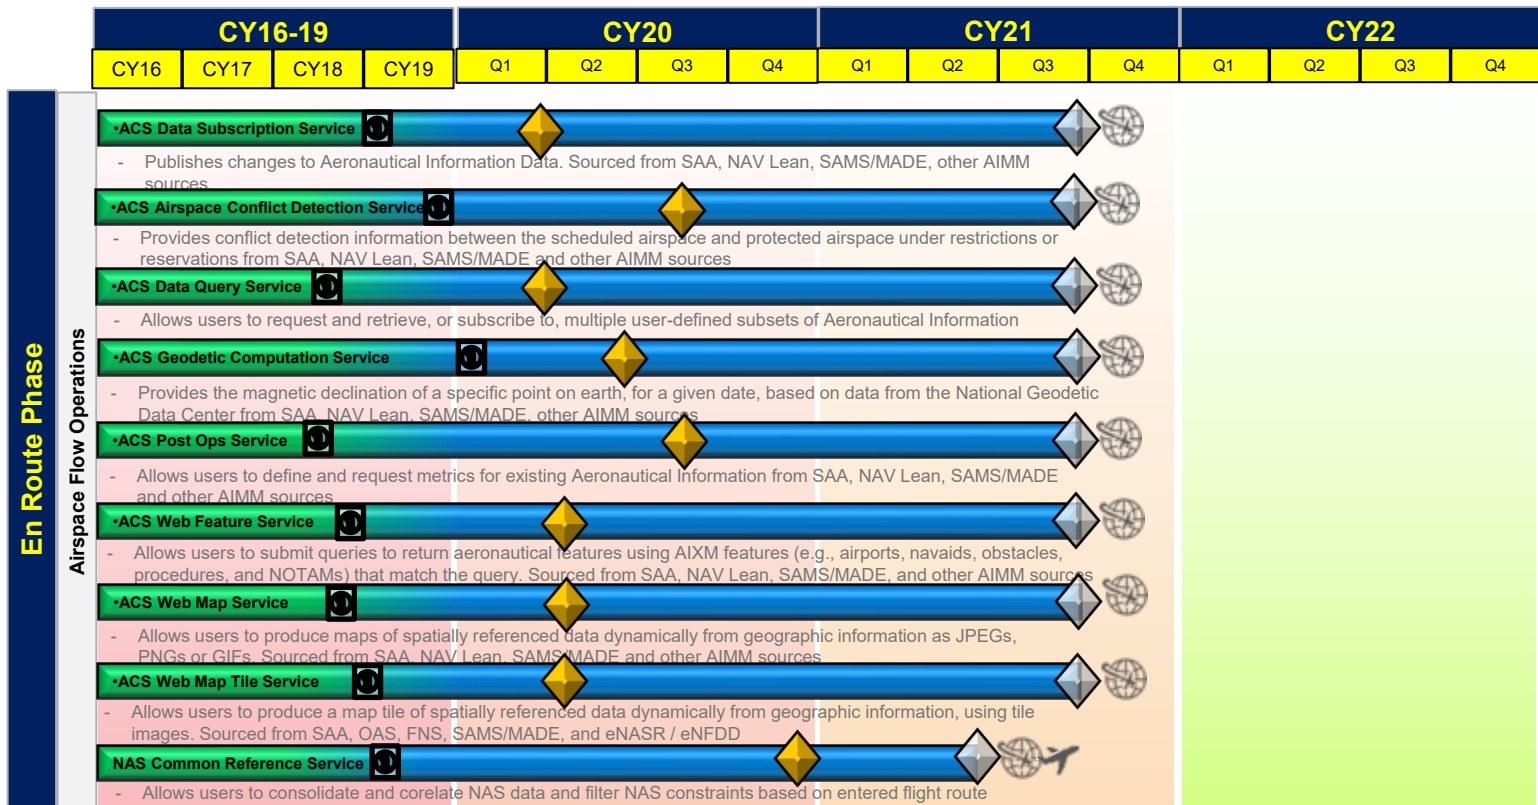 CY16-19 CY20 CY21 CY22
CY16 CY17 CY18 CY19 Q1 Q2 Q3 Q4 Q1 Q2 Q3 Q4 Q1 Q2 Q3 Q4
En Route Phase
Airspace Flow Operations
•ACS Data Subscription Service
- Publishes changes to Aeronautical Information Data. Sourced from SAA, NAV Lean, SAMS/MADE, other AIMM
sources
•ACS Airspace Conflict Detection Service
- Provides conflict detection information between the scheduled airspace and protected airspace under restrictions or
reservations from SAA, NAV Lean, SAMS/MADE and other AIMM sources
•ACS Data Query Service
- Allows users to request and retrieve, or subscribe to, multiple user-defined subsets of Aeronautical Information
•ACS Geodetic Computation Service
- Provides the magnetic declination of a specific point on earth, for a given date, based on data from the National Geodetic
Data Center from SAA, NAV Lean, SAMS/MADE, other AIMM sources
•ACS Post Ops Service
- Allows users to define and request metrics for existing Aeronautical Information from SAA, NAV Lean, SAMS/MADE
and other AIMM sources
•ACS Web Feature Service
- Allows users to submit queries to return aeronautical features using AIXM features (e.g., airports, navaids, obstacles,
procedures, and NOTAMs) that match the query. Sourced from SAA, NAV Lean, SAMS/MADE, and other AIMM sources
•ACS Web Map Service
- Allows users to produce maps of spatially referenced data dynamically from geographic information as JPEGs,
PNGs or GIFs. Sourced from SAA, NAV Lean, SAMS/MADE and other AIMM sources
•ACS Web Map Tile Service
- Allows users to produce a map tile of spatially referenced data dynamically from geographic information, using tile
images. Sourced from SAA, OAS, FNS, SAMS/MADE, and eNASR / eNFDD
NAS Common Reference Service
- Allows users to consolidate and corelate NAS data and filter NAS constraints based on entered flight route